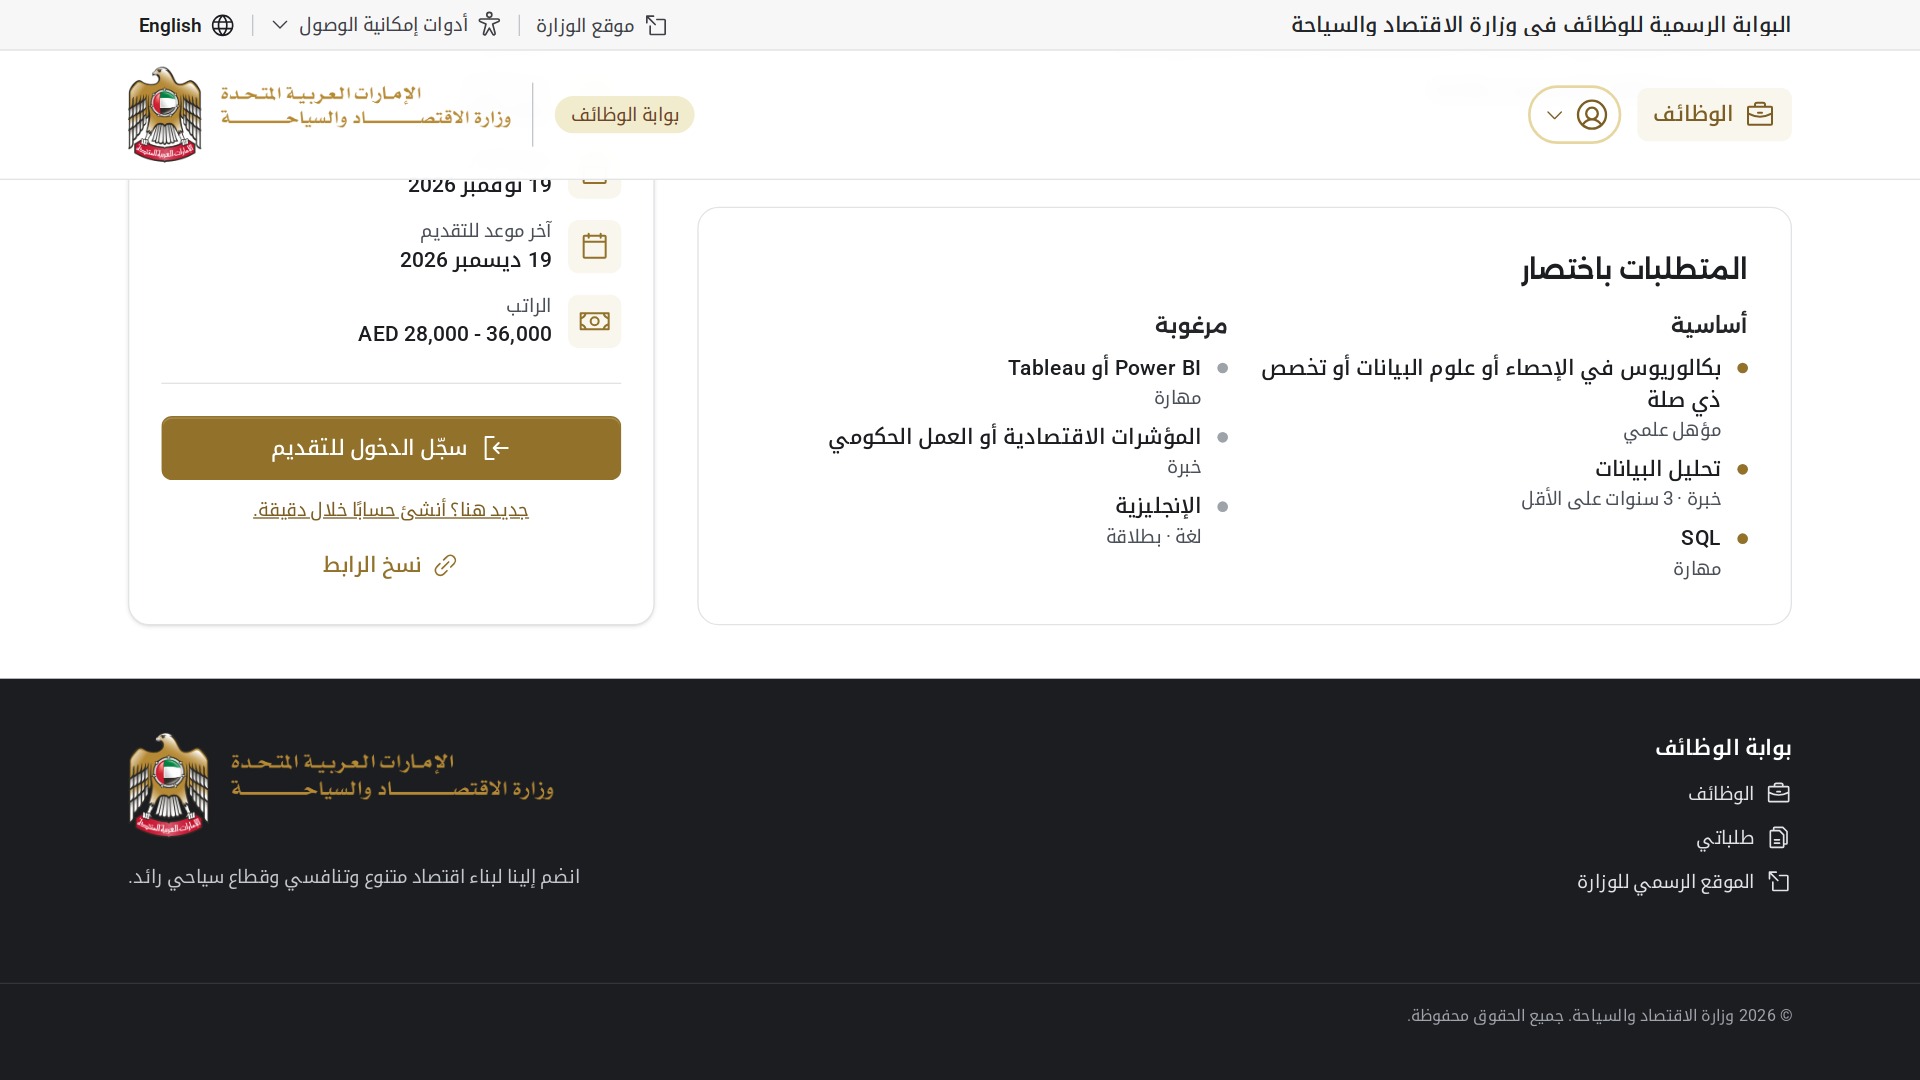 البوابة الرسمية للوظائف في وزارة الاقتصاد والسياحة
موقع الوزارة
أدوات إمكانية الوصول
English
الوظائف
بوابة الوظائف
الإمارات العربية المتحدة
وزارة الاقتصاد والسياحة
المتطلبات باختصار
أساسية
بكالوريوس في الإحصاء أو علوم البيانات أو تخصص
ذي صلة
مؤهل علمي
تحليل البيانات
خبرة · 3 سنوات على الأقل
SQL
مهارة
مرغوبة
Power BI أو Tableau
مهارة
المؤشرات الاقتصادية أو العمل الحكومي
خبرة
الإنجليزية
لغة · بطلاقة
19 نوفمبر 2026
آخر موعد للتقديم
19 ديسمبر 2026
الراتب
AED 28,000 - 36,000
سجّل الدخول للتقديم
جديد هنا؟ أنشئ حسابًا خلال دقيقة.
نسخ الرابط
بوابة الوظائف
الوظائف
طلباتي
الموقع الرسمي للوزارة
الإمارات العربية المتحدة
وزارة الاقتصاد والسياحة
انضم إلينا لبناء اقتصاد متنوع وتنافسي وقطاع سياحي رائد.
© 2026 وزارة الاقتصاد والسياحة. جميع الحقوق محفوظة.